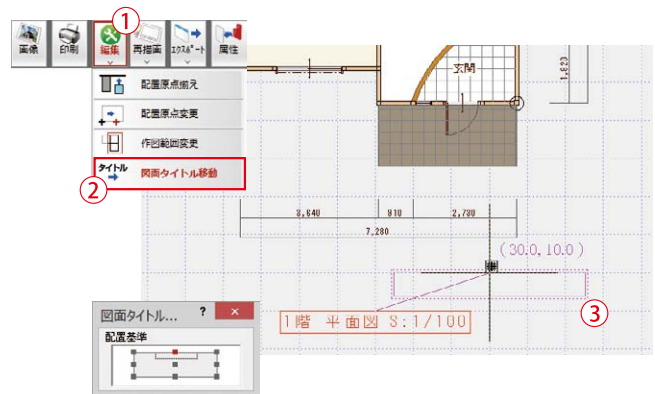 ①
画像 印刷 編集 再描画 エクスポート 属性
配置原点揃え
配置原点変更
作図範囲変更
タイトル 図面タイトル移動
②
玄関
1,823
3,640 910 2,730
7,280
(30.0, 10.0)
③
1階 平面図 S:1/100
図面タイトル... ? ×
配置基準